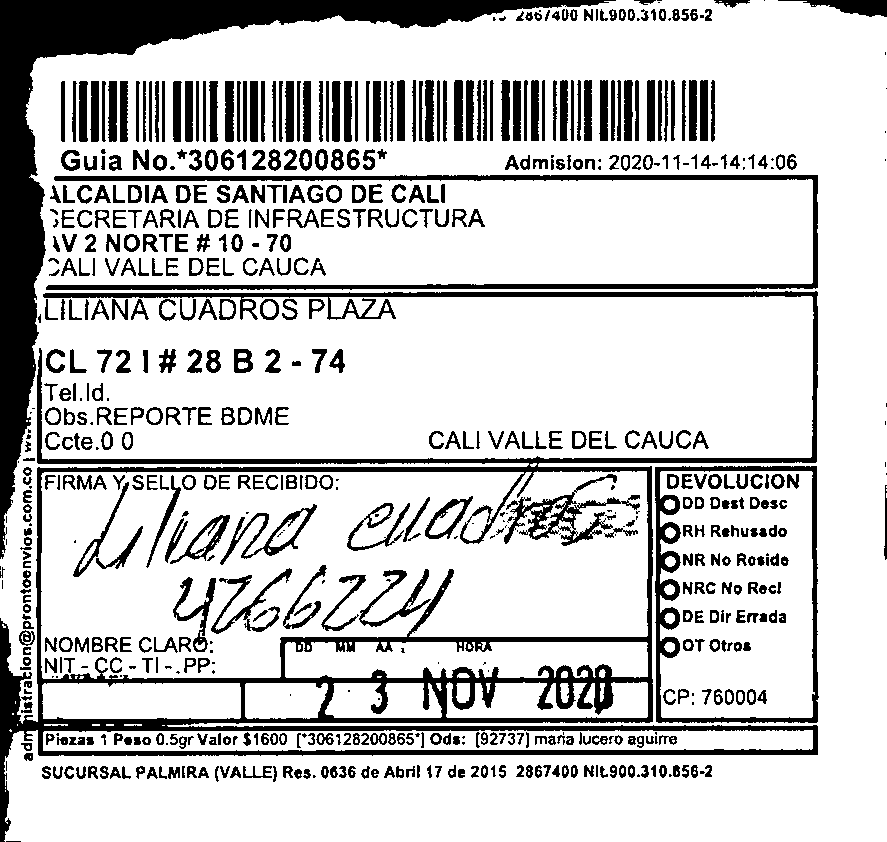 2867400 Nit.900.310.856-2
Guia No.*306128200865*
Admision: 2020-11-14-14:14:06
ALCALDIA DE SANTIAGO DE CALI
SECRETARIA DE INFRAESTRUCTURA
AV 2 NORTE # 10 - 70
CALI VALLE DEL CAUCA
LILIANA CUADROS PLAZA
CL 72 I # 28 B 2 - 74
Tel.Id.
Obs.REPORTE BDME
Ccte.0 0
CALI VALLE DEL CAUCA
FIRMA Y SELLO DE RECIBIDO:
Liliana cuadros
4266224
NOMBRE CLARO:
NIT - CC - TI - .PP:
DD MM AA HORA
23 NOV 2020
DEVOLUCION
DD Dest Desc
RH Rehusado
NR No Reside
NRC No Recl
DE Dir Errada
OT Otros
CP: 760004
Piezas 1 Peso 0.5gr Valor $1600 [*306128200865*] Ods: [92737] maria lucero aguirre
SUCURSAL PALMIRA (VALLE) Res. 0636 de Abril 17 de 2015 2867400 Nit.900.310.856-2
administracion@prontoenvios.com.co